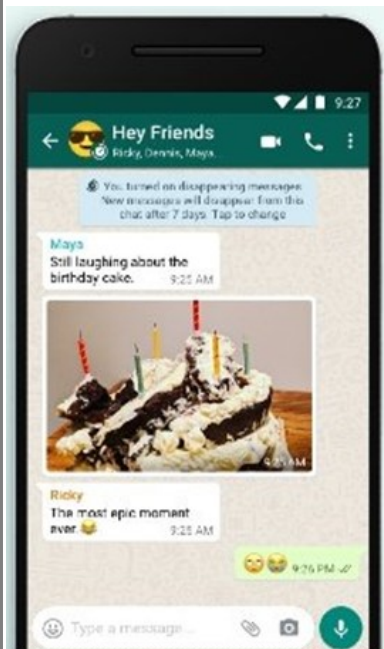 9:27
Hey Friends
Ricky, Dennis, Maya...
You turned on disappearing messages.
New messages will disappear from this
chat after 7 days. Tap to change
Maya
Still laughing about the
birthday cake.
9:25 AM
9:25 AM
Ricky
The most epic moment
ever. 😂
9:25 AM
🙄😂 9:26 PM
Type a message...